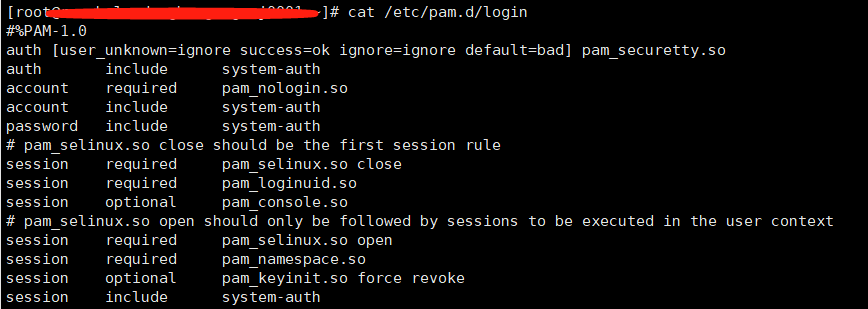 [root@ ~]# cat /etc/pam.d/login
#%PAM-1.0
auth [user_unknown=ignore success=ok ignore=ignore default=bad] pam_securetty.so
auth       include      system-auth
account    required     pam_nologin.so
account    include      system-auth
password   include      system-auth
# pam_selinux.so close should be the first session rule
session    required     pam_selinux.so close
session    required     pam_loginuid.so
session    optional     pam_console.so
# pam_selinux.so open should only be followed by sessions to be executed in the user context
session    required     pam_selinux.so open
session    required     pam_namespace.so
session    optional     pam_keyinit.so force revoke
session    include      system-auth